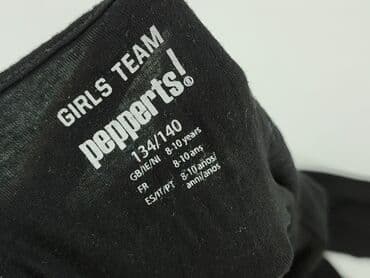 GIRLS TEAM
pepperts!®
134/140
GB/IE/NI 8-10 years
FR 8-10 ans
ES/IT/PT 8-10 años/
anni/anos